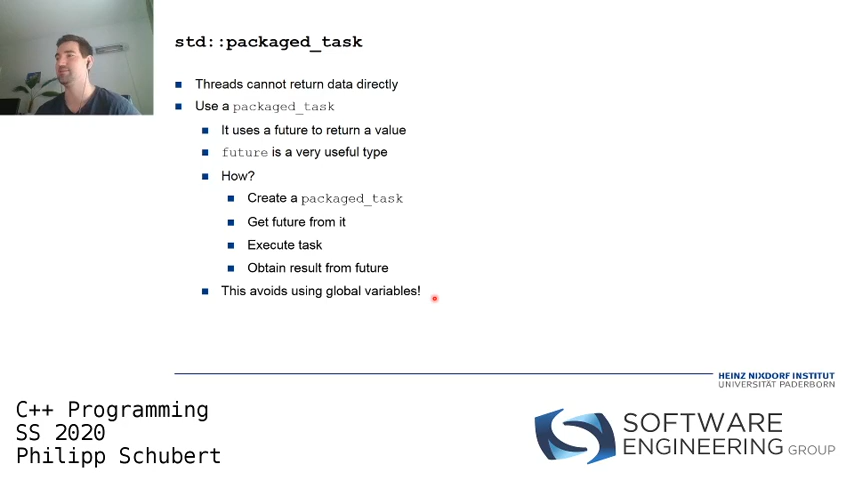 std::packaged_task
Threads cannot return data directly
Use a packaged_task
It uses a future to return a value
future is a very useful type
How?
Create a packaged_task
Get future from it
Execute task
Obtain result from future
This avoids using global variables!
HEINZ NIXDORF INSTITUT
UNIVERSITÄT PADERBORN
C++ Programming
SS 2020
Philipp Schubert
SOFTWARE
ENGINEERING GROUP